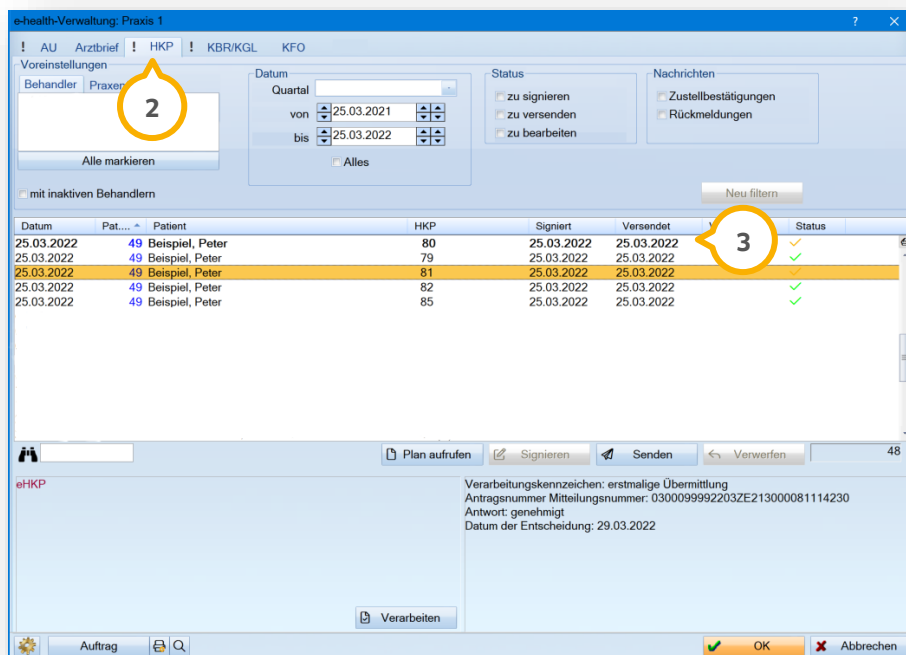 e-health-Verwaltung: Praxis 1 ? ×
! AU Arztbrief ! HKP ! KBR/KGL KFO
Voreinstellungen
Behandler
Alle markieren
mit inaktiven Behandlern
2
Datum
Quartal
von 25.03.2021
bis 25.03.2022
Alles
Status
zu signieren
zu versenden
zu bearbeiten
Nachrichten
Zustellbestätigungen
Rückmeldungen
Neu filtern
Datum Pat.... Patient HKP Signiert Versendet Status
25.03.2022 49 Beispiel, Peter 80 25.03.2022 25.03.2022
25.03.2022 49 Beispiel, Peter 79 25.03.2022 25.03.2022
25.03.2022 49 Beispiel, Peter 81 25.03.2022 25.03.2022
25.03.2022 49 Beispiel, Peter 82 25.03.2022 25.03.2022
25.03.2022 49 Beispiel, Peter 85 25.03.2022 25.03.2022
3
Plan aufrufen Signieren Senden Verwerfen 48
eHKP
Verarbeitungskennzeichen: erstmalige Übermittlung
Antragsnummer Mitteilungsnummer: 0300099992203ZE213000081114230
Antwort: genehmigt
Datum der Entscheidung: 29.03.2022
Verarbeiten
Auftrag OK Abbrechen